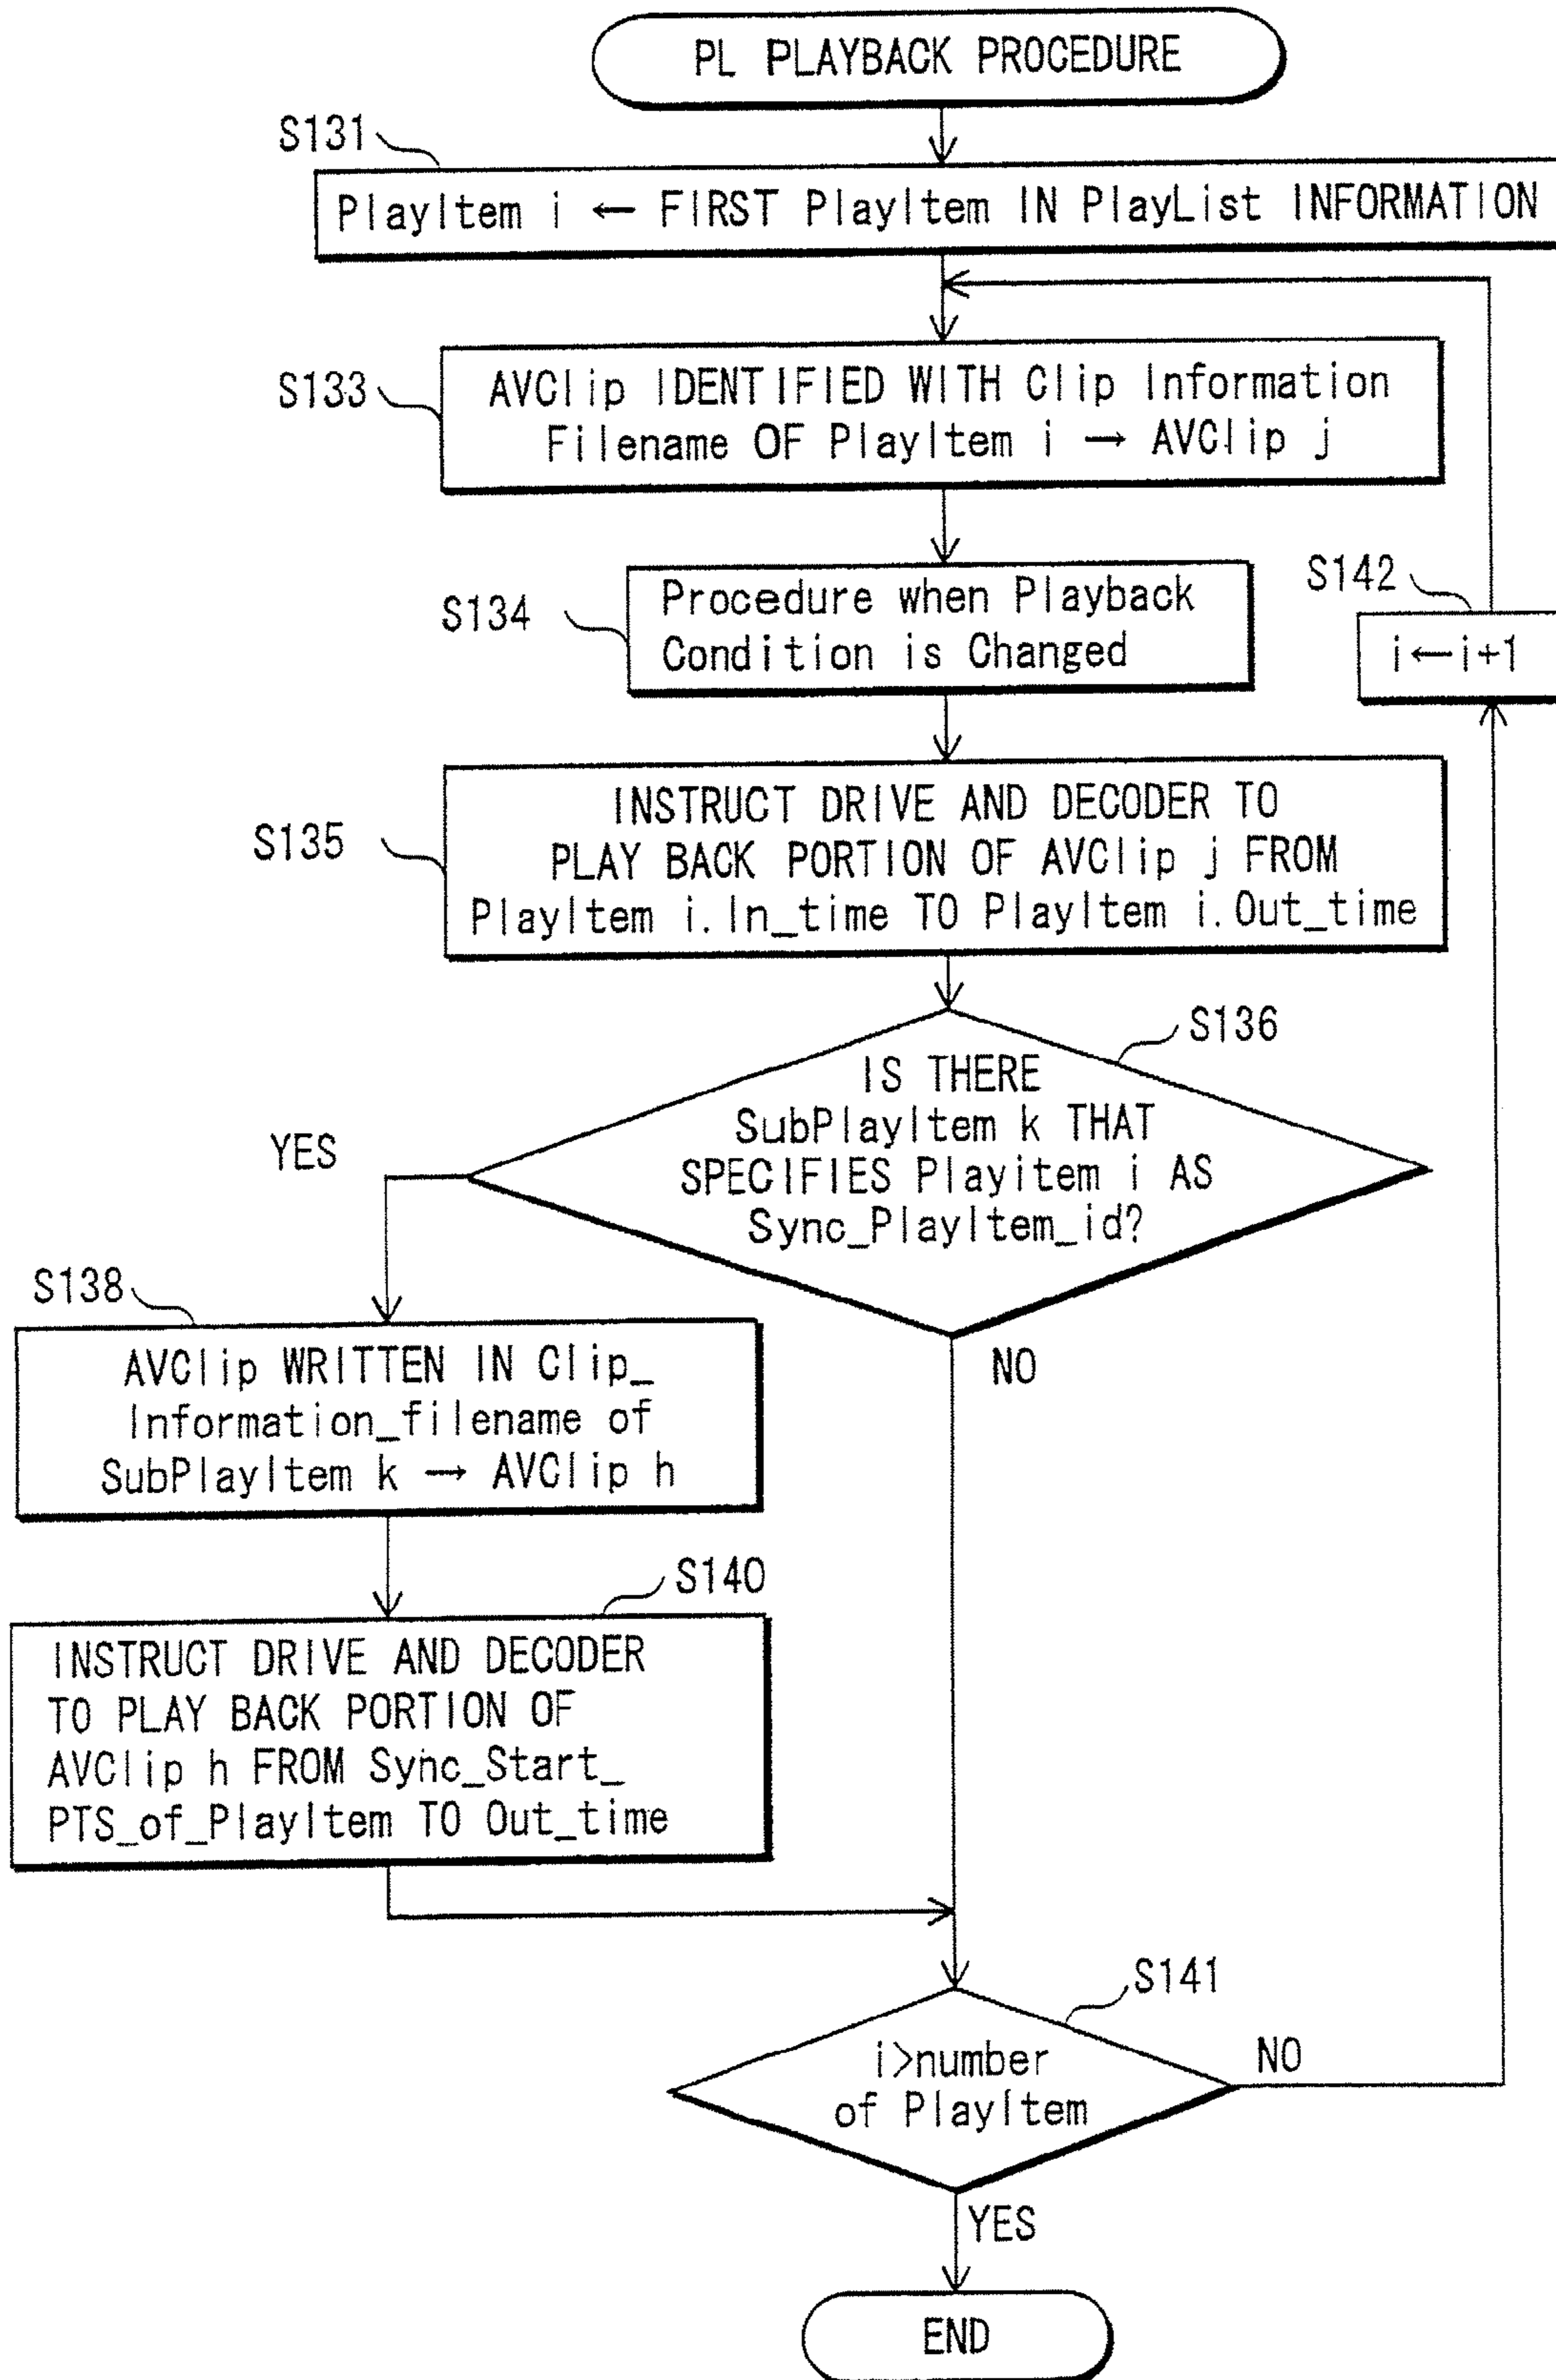 PL PLAYBACK PROCEDURE
S131
PlayItem i ← FIRST PlayItem IN PlayList INFORMATION
S133
AVClip IDENTIFIED WITH Clip Information
Filename OF PlayItem i → AVClip j
S134
Procedure when Playback
Condition is Changed
S142
i←i+1
S135
INSTRUCT DRIVE AND DECODER TO
PLAY BACK PORTION OF AVClip j FROM
PlayItem i.In_time TO PlayItem i.Out_time
S136
IS THERE
SubPlayItem k THAT
SPECIFIES Playitem i AS
Sync_PlayItem_id?
YES
NO
S138
AVClip WRITTEN IN Clip_
Information_filename of
SubPlayItem k → AVClip h
S140
INSTRUCT DRIVE AND DECODER
TO PLAY BACK PORTION OF
AVClip h FROM Sync_Start_
PTS_of_PlayItem TO Out_time
S141
i>number
of PlayItem
NO
YES
END